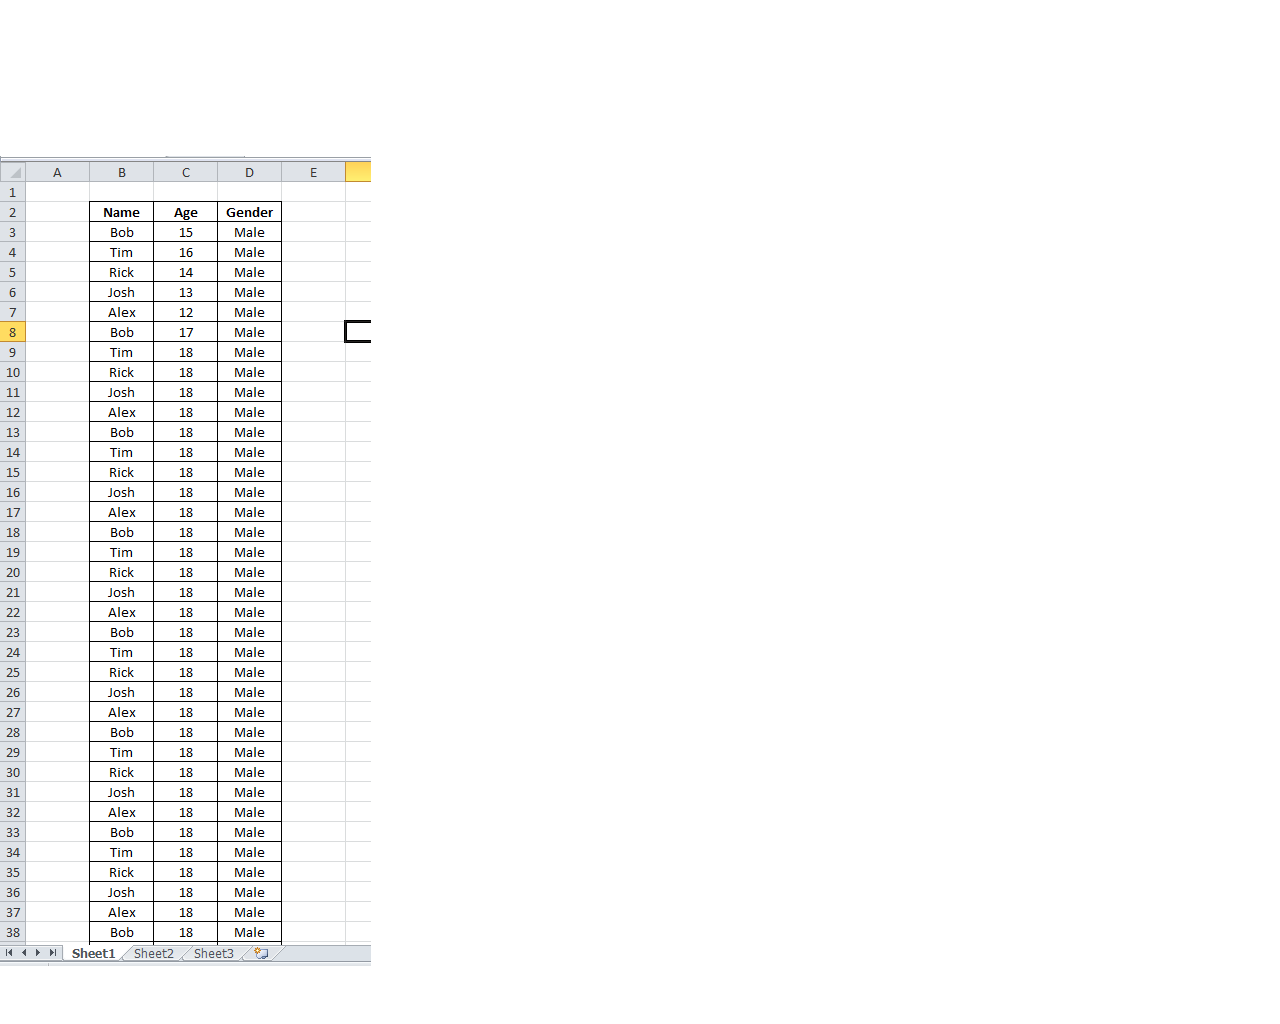 A B C D E
1
2 Name Age Gender
3 Bob 15 Male
4 Tim 16 Male
5 Rick 14 Male
6 Josh 13 Male
7 Alex 12 Male
8 Bob 17 Male
9 Tim 18 Male
10 Rick 18 Male
11 Josh 18 Male
12 Alex 18 Male
13 Bob 18 Male
14 Tim 18 Male
15 Rick 18 Male
16 Josh 18 Male
17 Alex 18 Male
18 Bob 18 Male
19 Tim 18 Male
20 Rick 18 Male
21 Josh 18 Male
22 Alex 18 Male
23 Bob 18 Male
24 Tim 18 Male
25 Rick 18 Male
26 Josh 18 Male
27 Alex 18 Male
28 Bob 18 Male
29 Tim 18 Male
30 Rick 18 Male
31 Josh 18 Male
32 Alex 18 Male
33 Bob 18 Male
34 Tim 18 Male
35 Rick 18 Male
36 Josh 18 Male
37 Alex 18 Male
38 Bob 18 Male
Sheet1 Sheet2 Sheet3